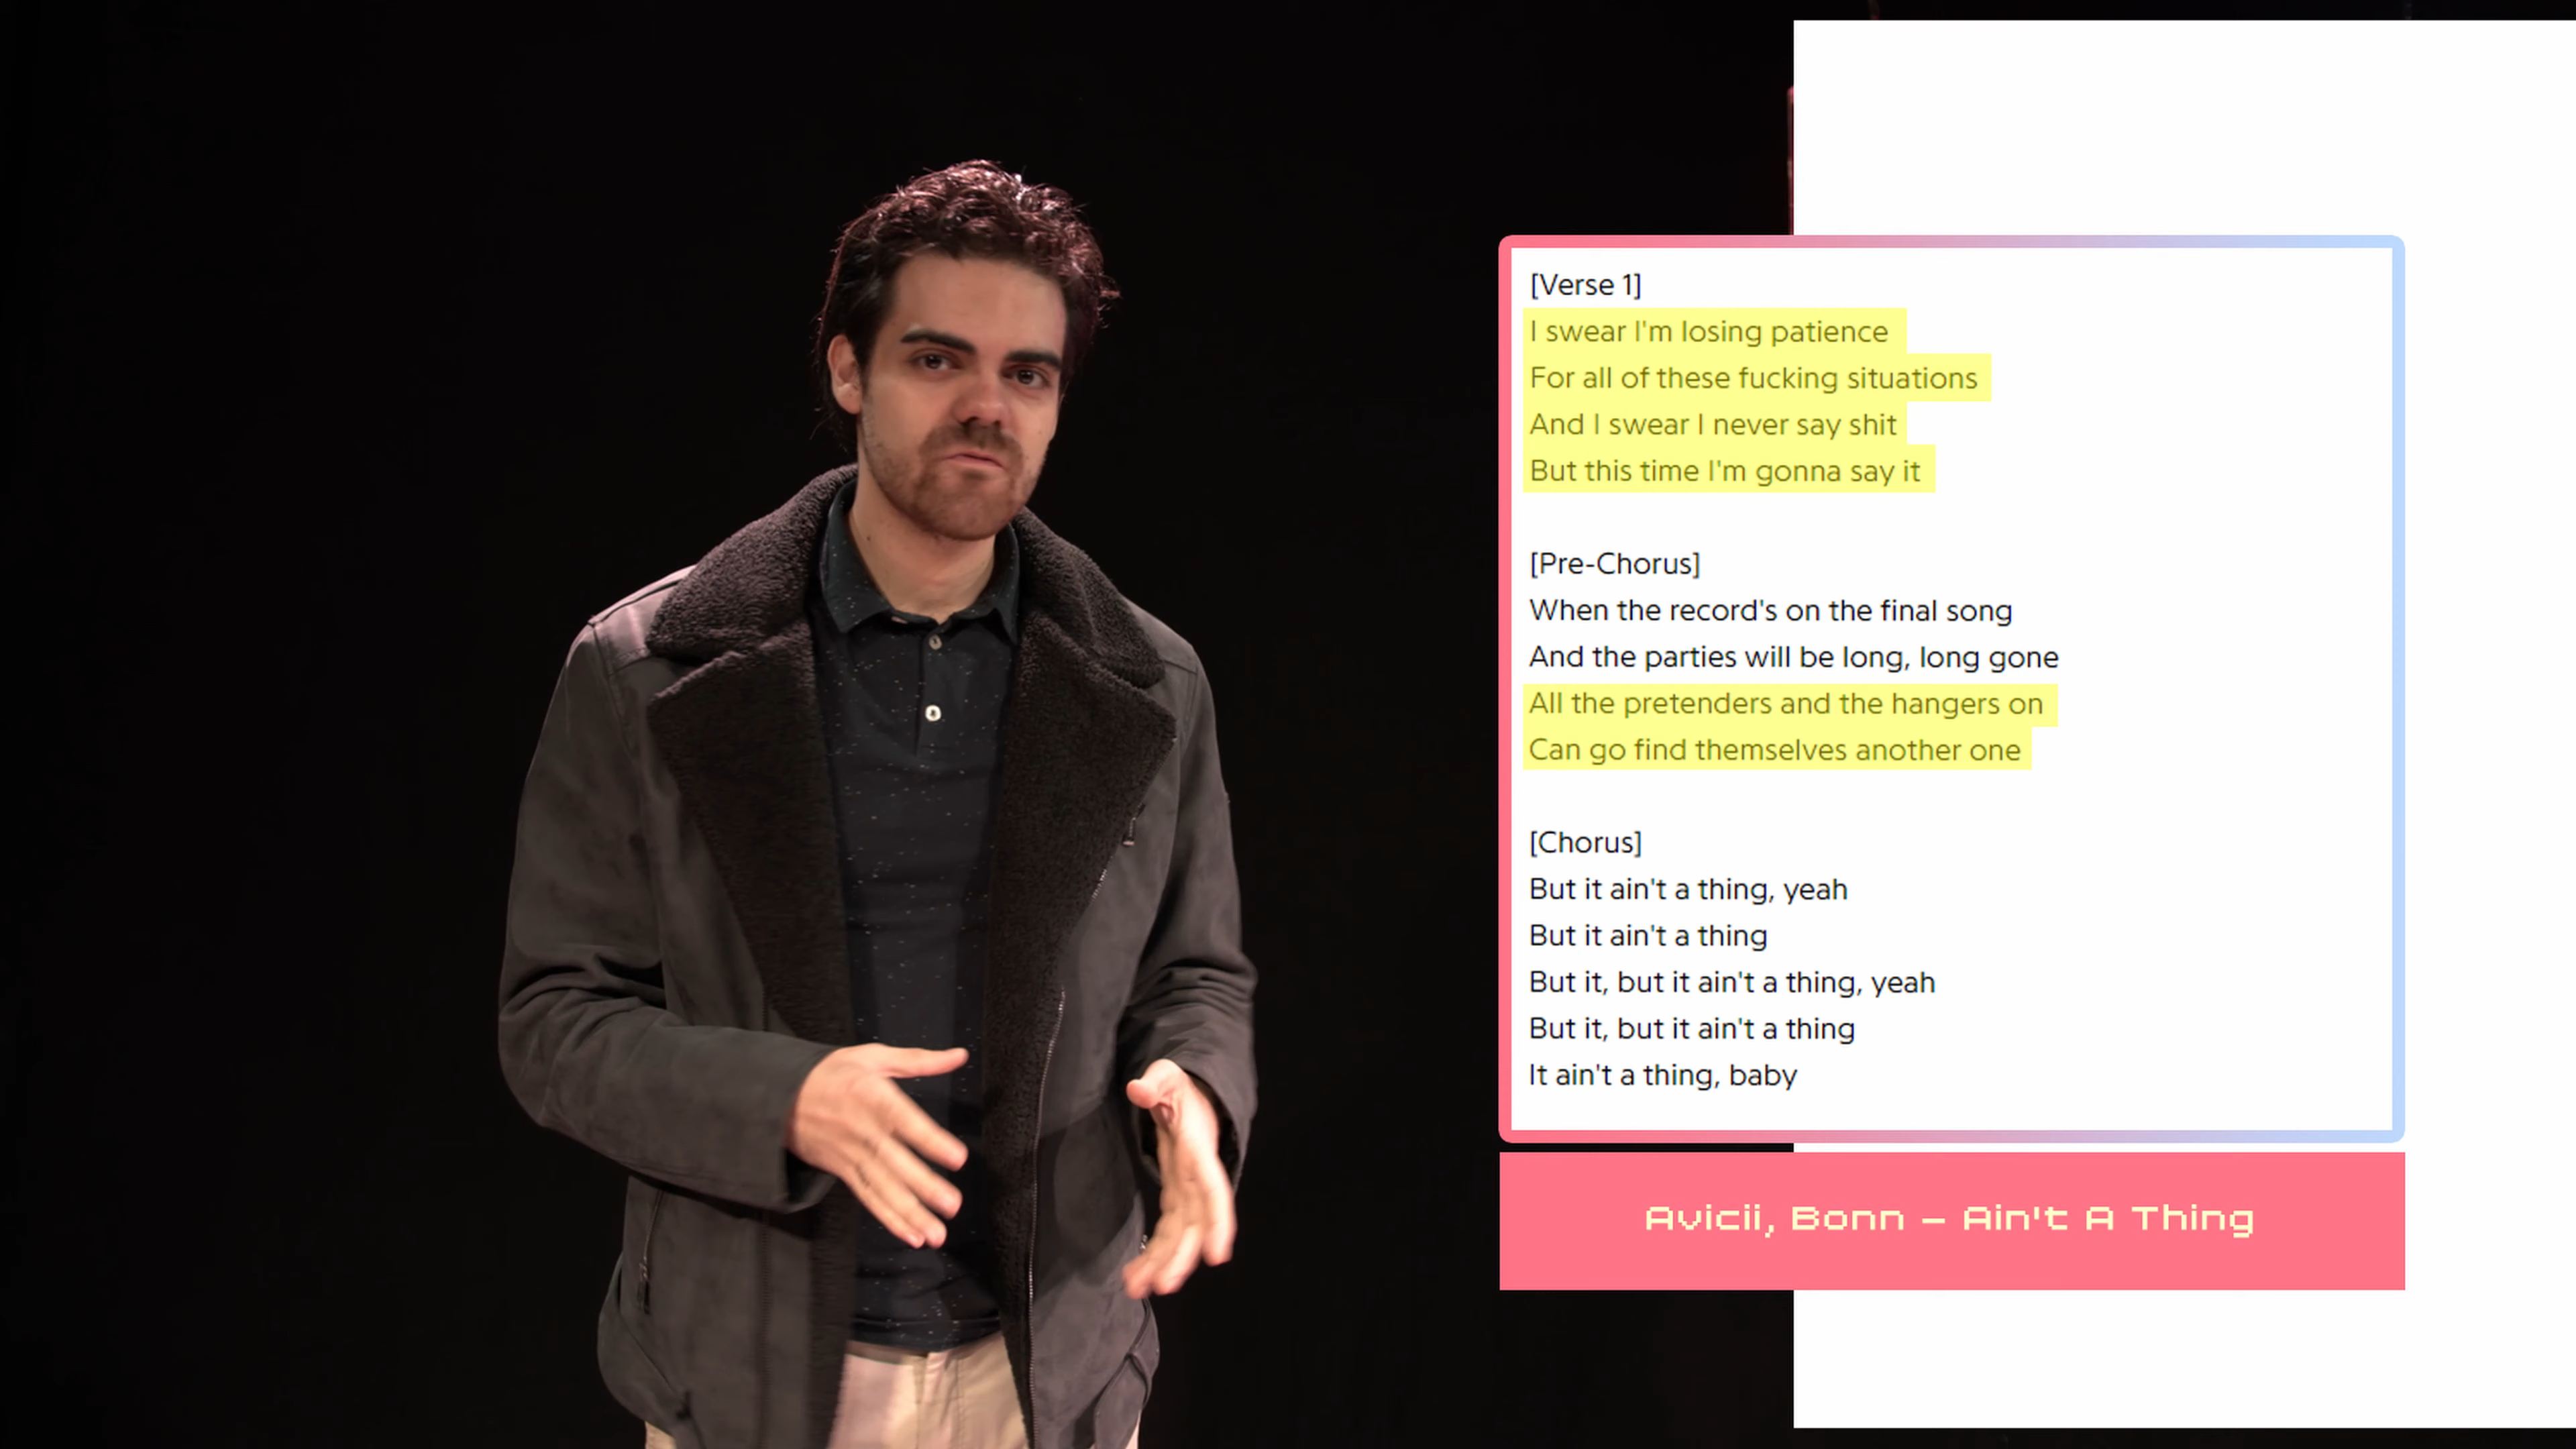 [Verse 1]
I swear I'm losing patience
For all of these fucking situations
And I swear I never say shit
But this time I'm gonna say it
[Pre-Chorus]
When the record's on the final song
And the parties will be long, long gone
All the pretenders and the hangers on
Can go find themselves another one
[Chorus]
But it ain't a thing, yeah
But it ain't a thing
But it, but it ain't a thing, yeah
But it, but it ain't a thing
It ain't a thing, baby
Avicii, Bonn – Ain't A Thing